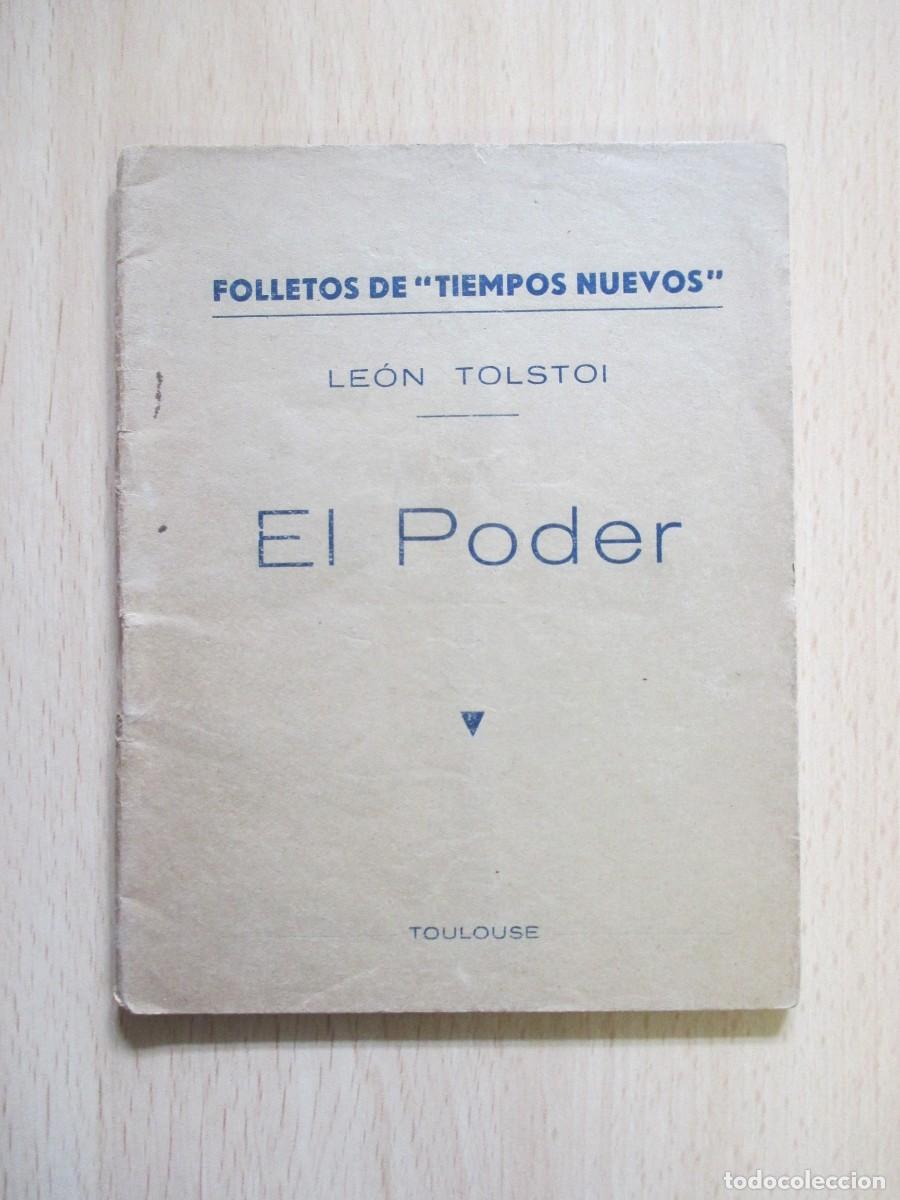 FOLLETOS DE "TIEMPOS NUEVOS"
LEÓN TOLSTOI
El Poder
TOULOUSE
todocoleccion